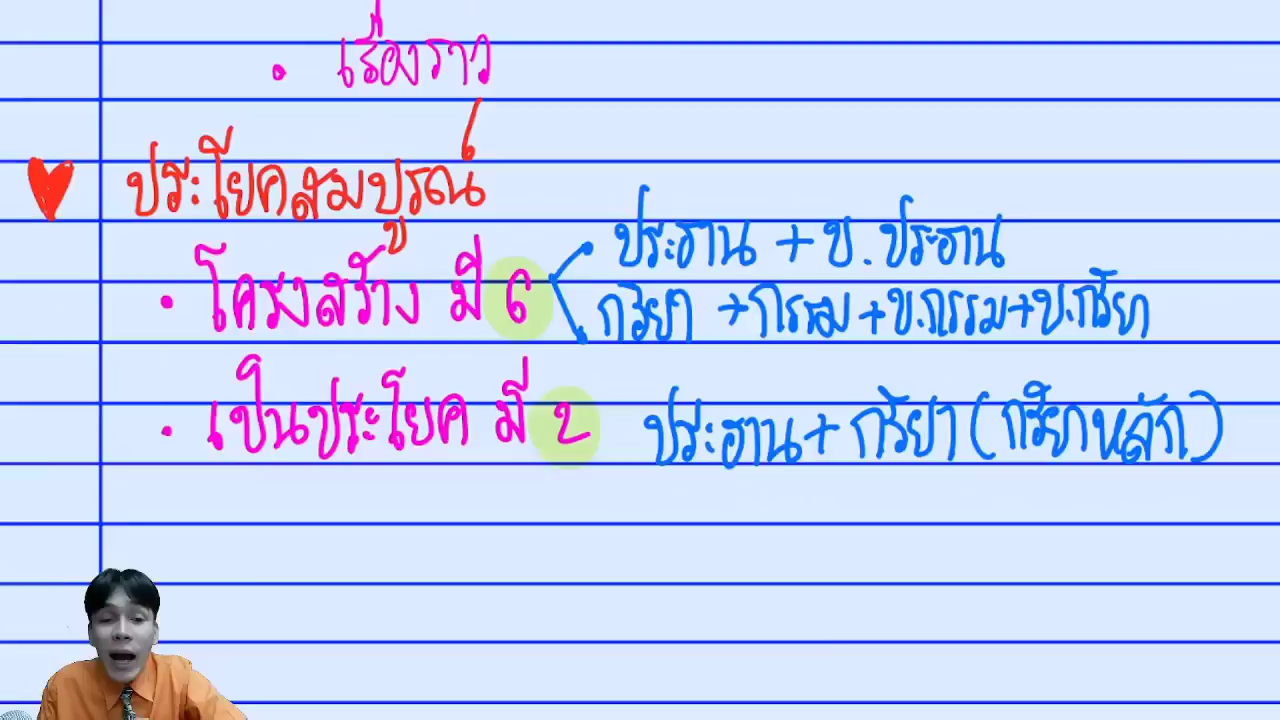 • เรื่องราว
♥ ประโยคสมบูรณ์
• โครงสร้าง มี 6
• ประธาน + ข.ประธาน
• กริยา + กรรม + ข.กรรม + ข.กริยา
• เป็นประโยค มี 2 ประธาน + กริยา (กริยาหลัก)